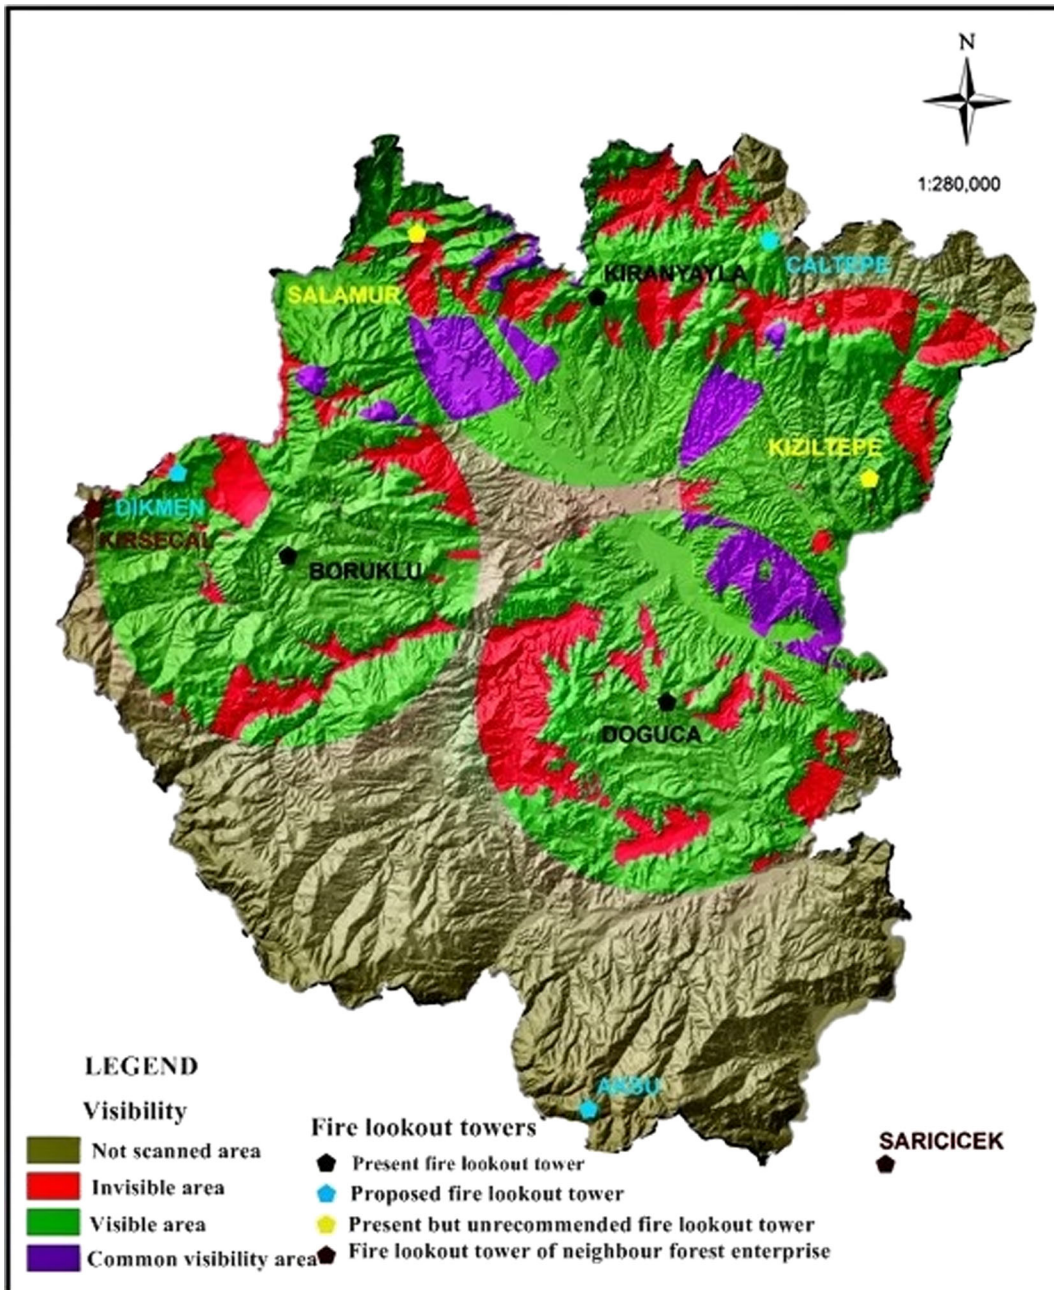 N
1:280,000
KIRANYAYLA
CALTEPE
SALAMUR
KIZILTEPE
DIKMEN
KIRSECAL
BORUKLU
DOGUCA
AKSU
SARICICEK
LEGEND
Visibility
Not scanned area
Invisible area
Visible area
Common visibility area
Fire lookout towers
Present fire lookout tower
Proposed fire lookout tower
Present but unrecommended fire lookout tower
Fire lookout tower of neighbour forest enterprise